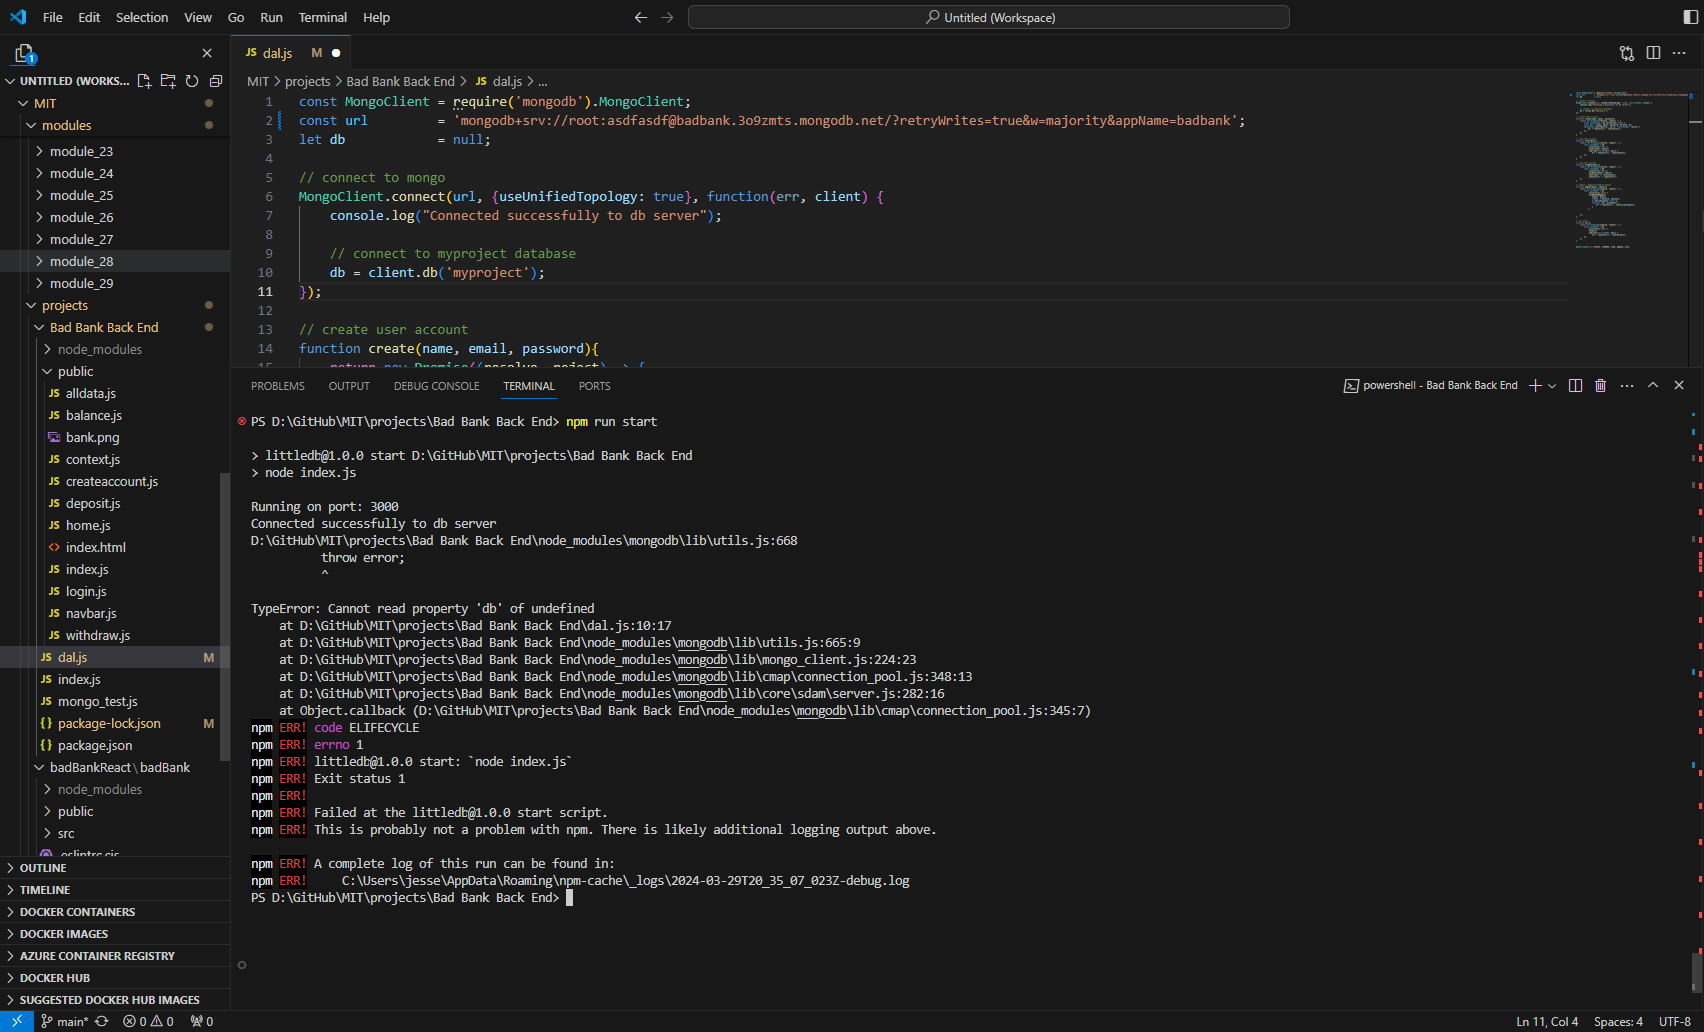 File Edit Selection View Go Run Terminal Help
Untitled (Workspace)
1
UNTITLED (WORKS...
MIT
modules
module_23
module_24
module_25
module_26
module_27
module_28
module_29
projects
Bad Bank Back End
node_modules
public
JS alldata.js
JS balance.js
bank.png
JS context.js
JS createaccount.js
JS deposit.js
JS home.js
<> index.html
JS index.js
JS login.js
JS navbar.js
JS withdraw.js
JS dal.js M
JS index.js
JS mongo_test.js
{} package-lock.json M
{} package.json
badBankReact\badBank
node_modules
public
src
.eslintrc.cjs
OUTLINE
TIMELINE
DOCKER CONTAINERS
DOCKER IMAGES
AZURE CONTAINER REGISTRY
DOCKER HUB
SUGGESTED DOCKER HUB IMAGES
JS dal.js M
MIT > projects > Bad Bank Back End > JS dal.js > ...
1 const MongoClient = require('mongodb').MongoClient;
2 const url         = 'mongodb+srv://root:asdfasdf@badbank.3o9zmts.mongodb.net/?retryWrites=true&w=majority&appName=badbank';
3 let db            = null;
4
5 // connect to mongo
6 MongoClient.connect(url, {useUnifiedTopology: true}, function(err, client) {
7     console.log("Connected successfully to db server");
8
9     // connect to myproject database
10     db = client.db('myproject');
11 });
12
13 // create user account
14 function create(name, email, password){
15     return new Promise((resolve, reject) => {
PROBLEMS OUTPUT DEBUG CONSOLE TERMINAL PORTS
powershell - Bad Bank Back End
PS D:\GitHub\MIT\projects\Bad Bank Back End> npm run start
> littledb@1.0.0 start D:\GitHub\MIT\projects\Bad Bank Back End
> node index.js
Running on port: 3000
Connected successfully to db server
D:\GitHub\MIT\projects\Bad Bank Back End\node_modules\mongodb\lib\utils.js:668
throw error;
^
TypeError: Cannot read property 'db' of undefined
at D:\GitHub\MIT\projects\Bad Bank Back End\dal.js:10:17
at D:\GitHub\MIT\projects\Bad Bank Back End\node_modules\mongodb\lib\utils.js:665:9
at D:\GitHub\MIT\projects\Bad Bank Back End\node_modules\mongodb\lib\mongo_client.js:224:23
at D:\GitHub\MIT\projects\Bad Bank Back End\node_modules\mongodb\lib\cmap\connection_pool.js:348:13
at D:\GitHub\MIT\projects\Bad Bank Back End\node_modules\mongodb\lib\core\sdam\server.js:282:16
at Object.callback (D:\GitHub\MIT\projects\Bad Bank Back End\node_modules\mongodb\lib\cmap\connection_pool.js:345:7)
npm ERR! code ELIFECYCLE
npm ERR! errno 1
npm ERR! littledb@1.0.0 start: `node index.js`
npm ERR! Exit status 1
npm ERR!
npm ERR! Failed at the littledb@1.0.0 start script.
npm ERR! This is probably not a problem with npm. There is likely additional logging output above.
npm ERR! A complete log of this run can be found in:
npm ERR!     C:\Users\jesse\AppData\Roaming\npm-cache\_logs\2024-03-29T20_35_07_023Z-debug.log
PS D:\GitHub\MIT\projects\Bad Bank Back End>
main* 0 0 0
Ln 11, Col 4 Spaces: 4 UTF-8